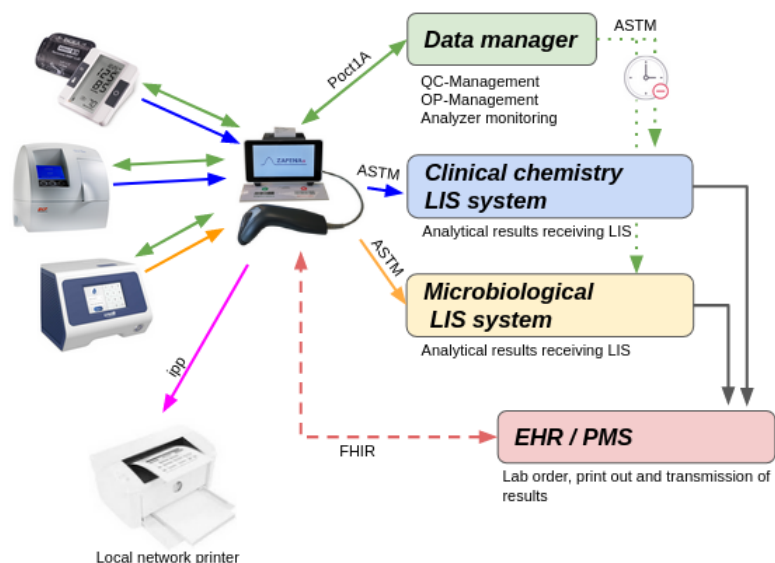 Data manager
ASTM
Poct1A
QC-Management
OP-Management
Analyzer monitoring
ZAFENA
ASTM
Clinical chemistry
LIS system
Analytical results receiving LIS
ASTM
Microbiological
LIS system
Analytical results receiving LIS
ipp
EHR / PMS
FHIR
Lab order, print out and transmission of
results
Local network printer